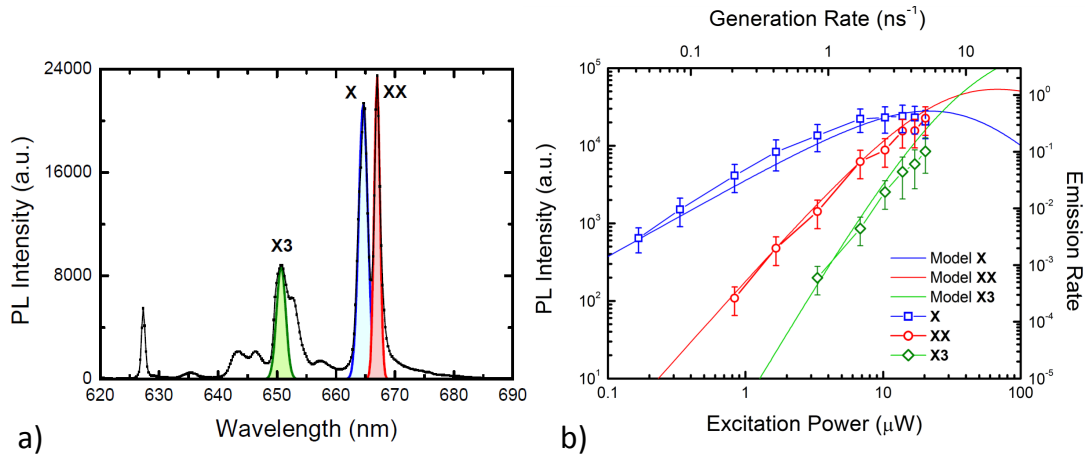 24000
16000
8000
0
620 630 640 650 660 670 680 690
X3
X
XX
PL Intensity (a.u.)
Wavelength (nm)
a)
Generation Rate (ns⁻¹)
0.1 1 10
10⁵
10⁴
10³
10²
10¹
10⁰
10⁻¹
10⁻²
10⁻³
10⁻⁴
10⁻⁵
PL Intensity (a.u.)
Emission Rate
Model X
Model XX
Model X3
X
XX
X3
0.1 1 10 100
Excitation Power (μW)
b)